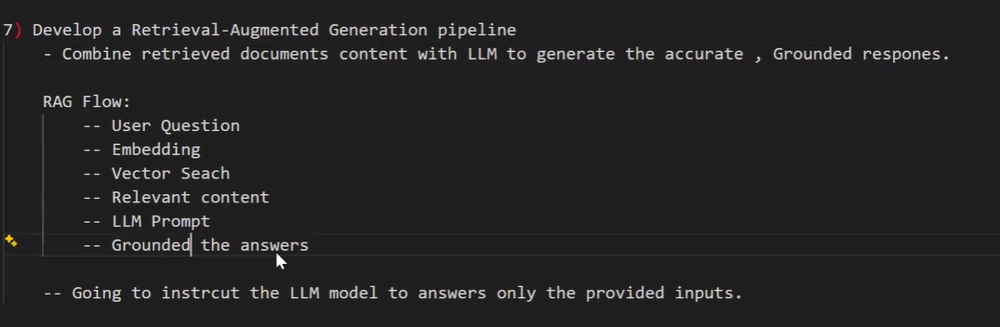 7) Develop a Retrieval-Augmented Generation pipeline
- Combine retrieved documents content with LLM to generate the accurate , Grounded respones.
RAG Flow:
-- User Question
-- Embedding
-- Vector Seach
-- Relevant content
-- LLM Prompt
-- Grounded the answers
-- Going to instrcut the LLM model to answers only the provided inputs.